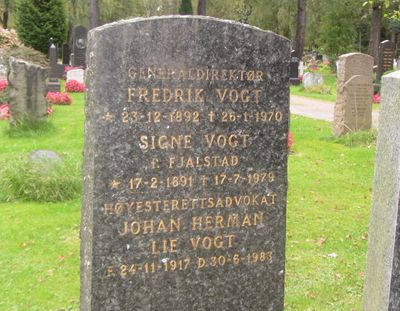 GENERALDIREKTØR
FREDRIK VOGT
* 23-12-1892 † 26-1-1970
SIGNE VOGT
F. FJALSTAD
* 17-2-1891 † 17-7-1979
HØYESTERETTSADVOKAT
JOHAN HERMAN
LIE VOGT
F. 24-11-1917 D. 30-6-1983